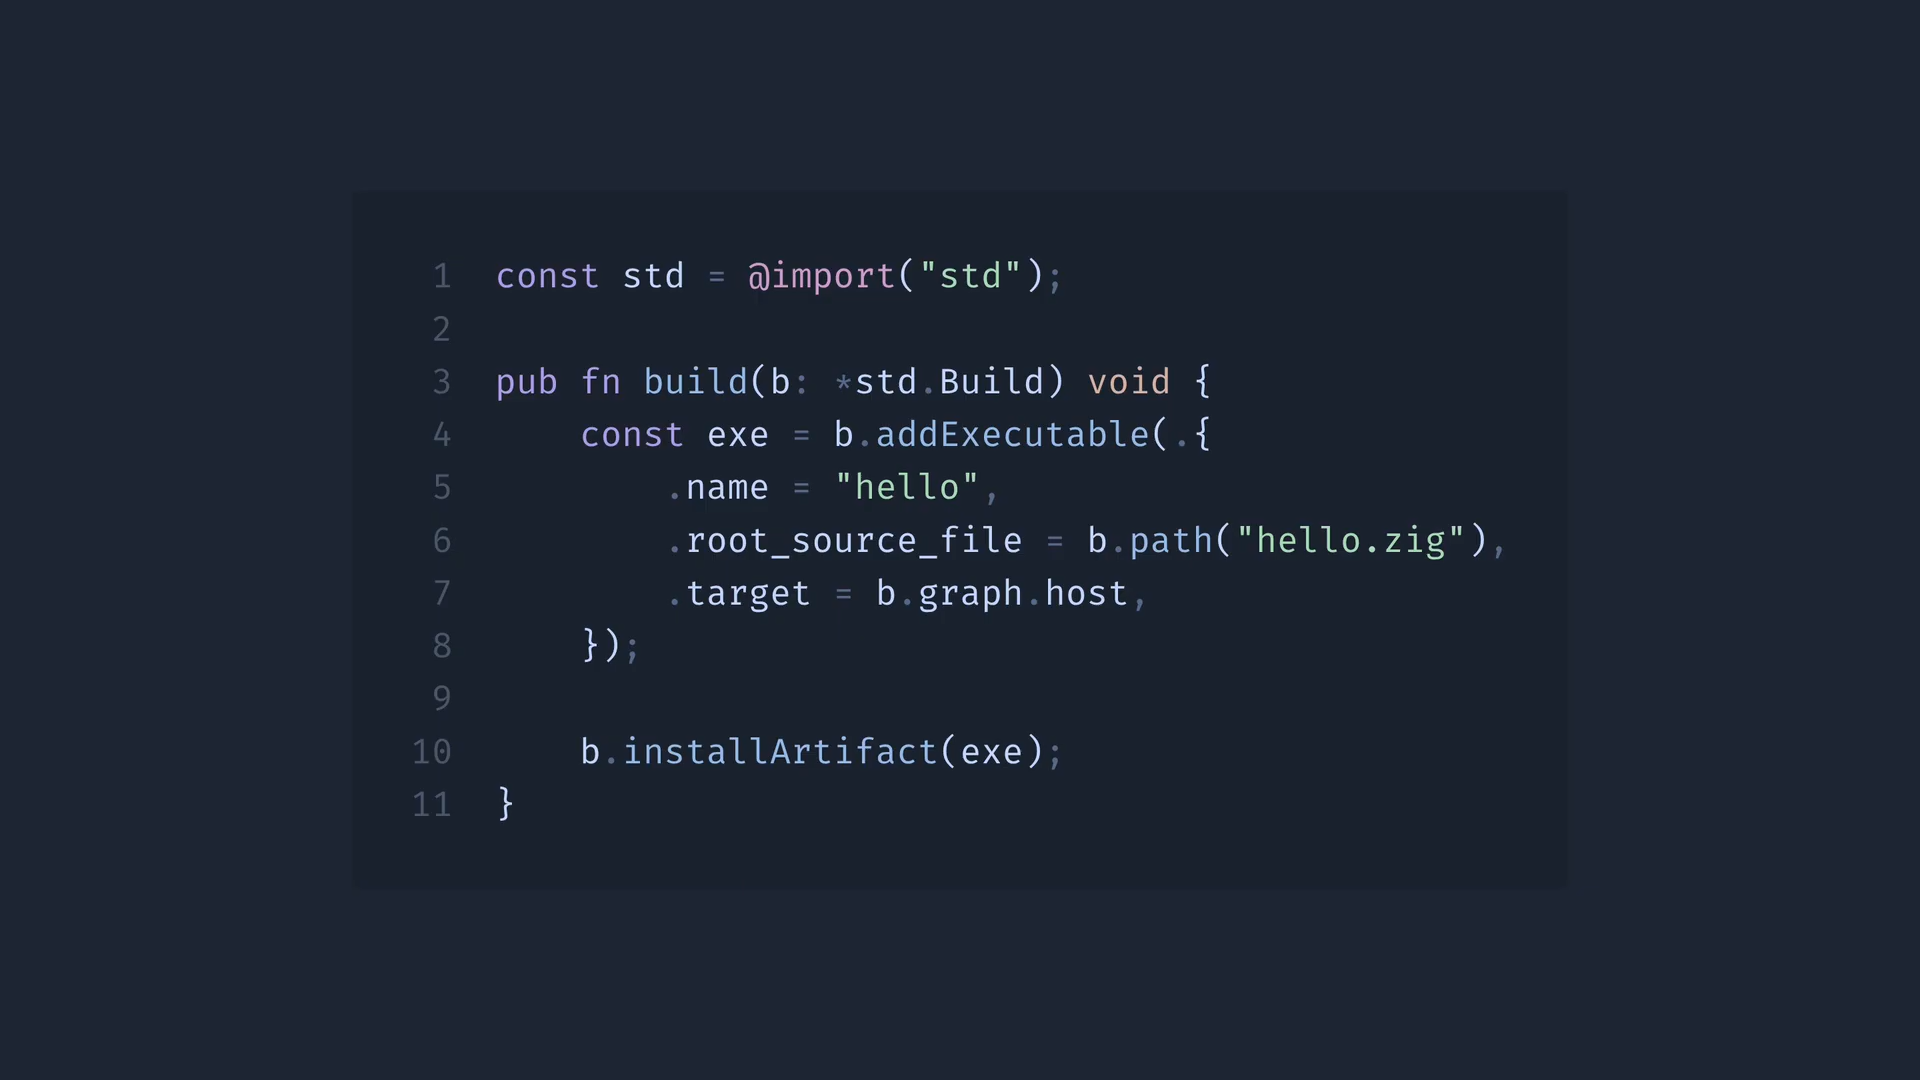 1 const std = @import("std");
2
3 pub fn build(b: *std.Build) void {
4     const exe = b.addExecutable(.{
5         .name = "hello",
6         .root_source_file = b.path("hello.zig"),
7         .target = b.graph.host,
8     });
9
10     b.installArtifact(exe);
11 }